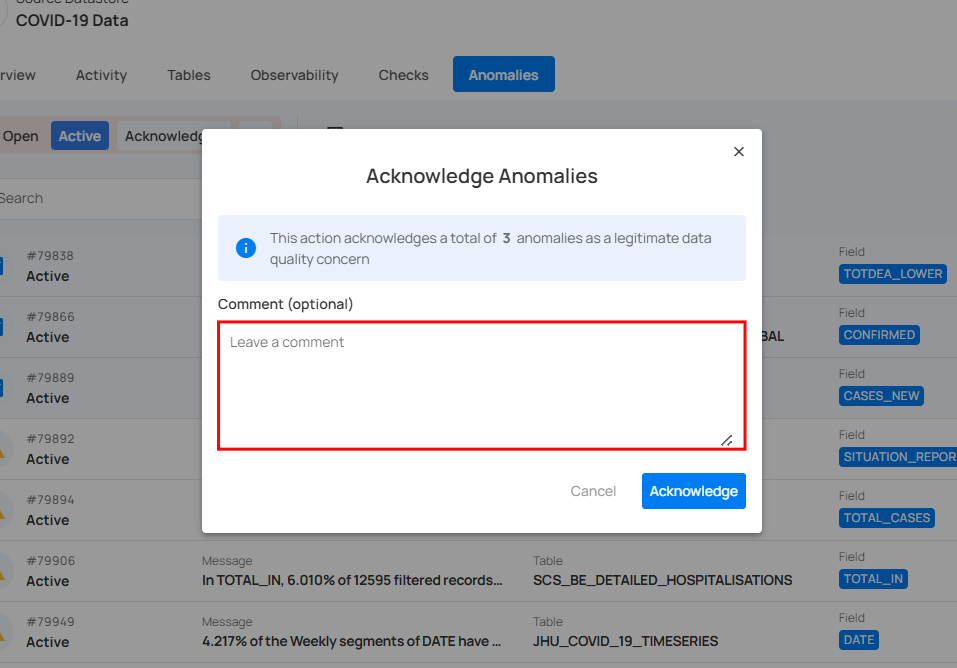 Source Datastore
COVID-19 Data
rview Activity Tables Observability Checks Anomalies
Open Active Acknowledg
Search
Acknowledge Anomalies
This action acknowledges a total of 3 anomalies as a legitimate data
quality concern
Comment (optional)
Leave a comment
Cancel Acknowledge
#79838
Active
Field
TOTDEA_LOWER
#79866
Active
BAL
Field
CONFIRMED
#79889
Active
Field
CASES_NEW
#79892
Active
Field
SITUATION_REPOR
#79894
Active
Field
TOTAL_CASES
#79906
Active
Message
In TOTAL_IN, 6.010% of 12595 filtered records...
Table
SCS_BE_DETAILED_HOSPITALISATIONS
Field
TOTAL_IN
#79949
Active
Message
4.217% of the Weekly segments of DATE have ...
Table
JHU_COVID_19_TIMESERIES
Field
DATE